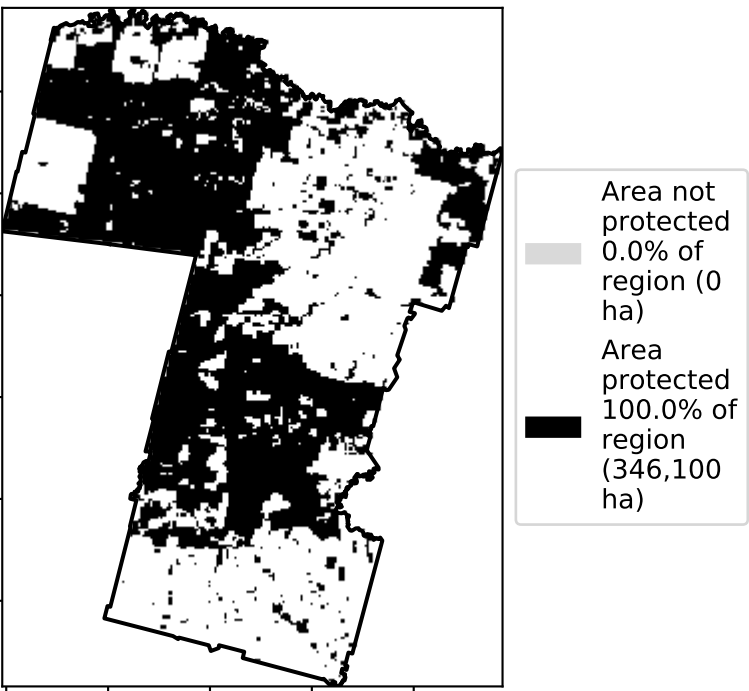 Area not
protected
0.0% of
region (0
ha)
Area
protected
100.0% of
region
(346,100
ha)